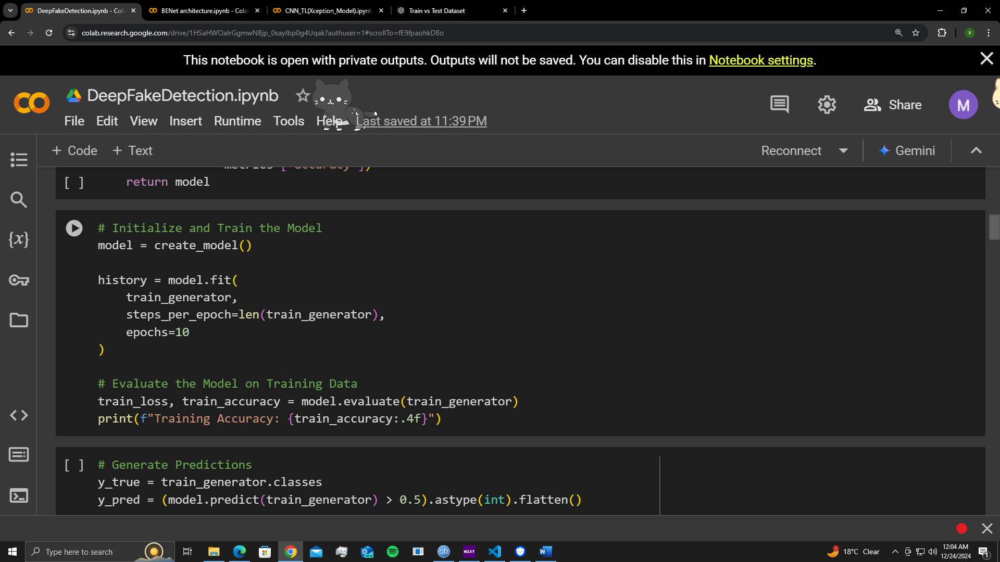 DeepFakeDetection.ipynb - Col
BENet architecture.ipynb - Cola
CNN_TL(Xception_Model).ipynb
Train vs Test Dataset
colab.research.google.com/drive/1HSaHWOaIrGgmwNBjp_0sayIbp0g4Uqak?authuser=1#scrollTo=fE9fpaohkD8o
x
This notebook is open with private outputs. Outputs will not be saved. You can disable this in Notebook settings.
DeepFakeDetection.ipynb
Share
M
File Edit View Insert Runtime Tools Help Last saved at 11:39 PM
+ Code + Text
Reconnect
Gemini
metrics=['accuracy'])
[ ] return model
{x}
# Initialize and Train the Model
model = create_model()
history = model.fit(
train_generator,
steps_per_epoch=len(train_generator),
epochs=10
)
# Evaluate the Model on Training Data
train_loss, train_accuracy = model.evaluate(train_generator)
print(f"Training Accuracy: {train_accuracy:.4f}")
[ ] # Generate Predictions
y_true = train_generator.classes
y_pred = (model.predict(train_generator) > 0.5).astype(int).flatten()
Type here to search
NEW
qb
NZXT
W
1
18°C Clear
12:04 AM
12/24/2024
1